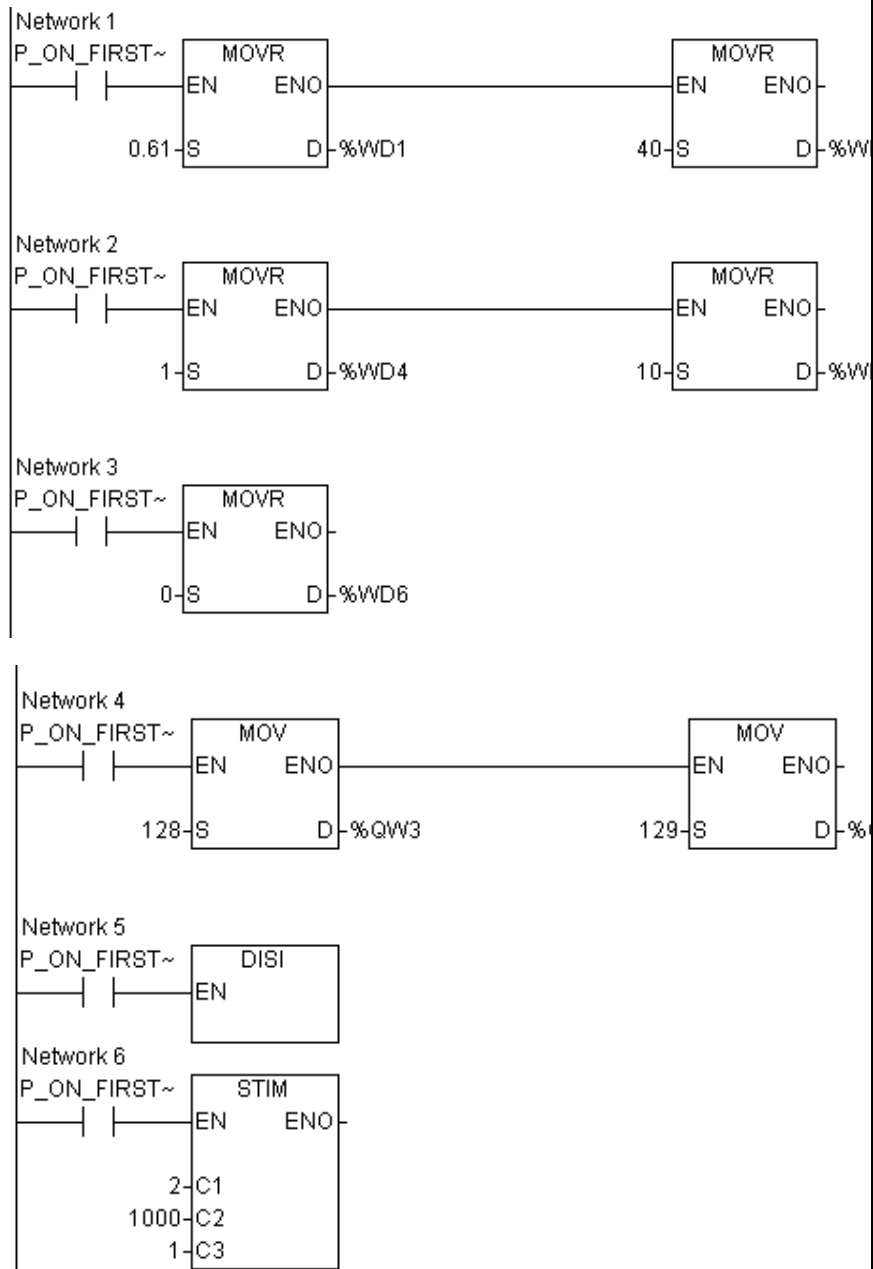 Network 1
P_ON_FIRST~ MOVR MOVR
EN ENO EN ENO
0.61 S D %WD1 40 S D
Network 2
P_ON_FIRST~ MOVR MOVR
EN ENO EN ENO
1 S D %WD4 10 S D
Network 3
P_ON_FIRST~ MOVR
EN ENO
0 S D %WD6
Network 4
P_ON_FIRST~ MOV MOV
EN ENO EN ENO
128 S D %QW3 129 S D
Network 5
P_ON_FIRST~ DISI
EN
Network 6
P_ON_FIRST~ STIM
EN ENO
2 C1
1000 C2
1 C3